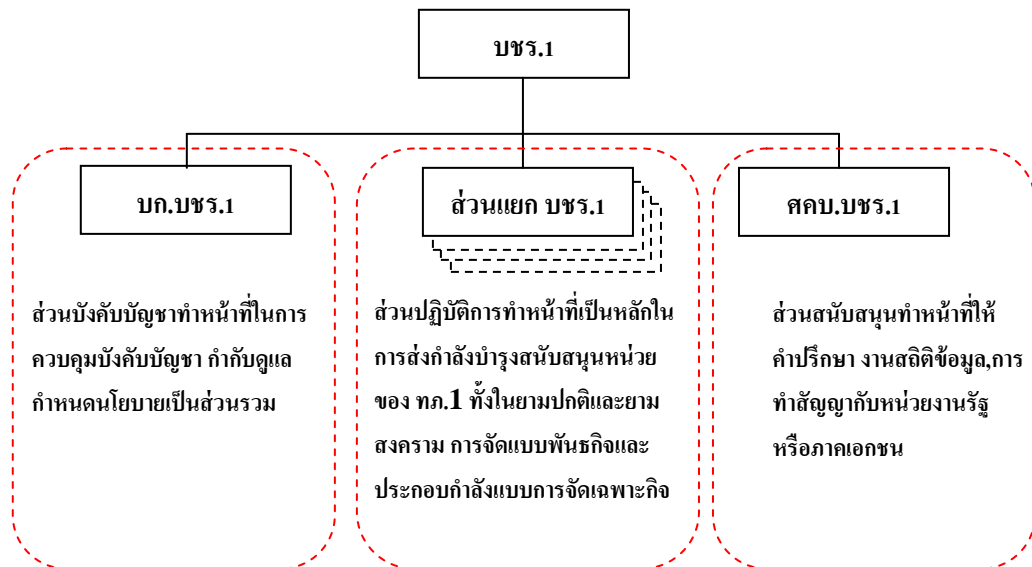 บชร.1
บก.บชร.1
ส่วนบังคับบัญชาทำหน้าที่ในการ
ควบคุมบังคับบัญชา กำกับดูแล
กำหนดนโยบายเป็นส่วนรวม
ส่วนแยก บชร.1
ส่วนปฏิบัติการทำหน้าที่เป็นหลักใน
การส่งกำลังบำรุงสนับสนุนหน่วย
ของ ทภ.1 ทั้งในยามปกติและยาม
สงคราม การจัดแบบพันธกิจและ
ประกอบกำลังแบบการจัดเฉพาะกิจ
ศคบ.บชร.1
ส่วนสนับสนุนทำหน้าที่ให้
คำปรึกษา งานสถิติข้อมูล,การ
ทำสัญญากับหน่วยงานรัฐ
หรือภาคเอกชน